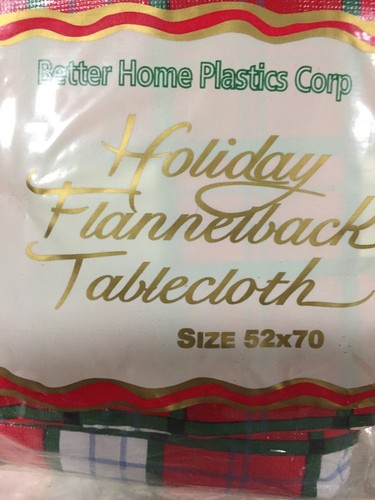 Better Home Plastics Corp
Holiday
Flannelback
Tablecloth
SIZE 52x70